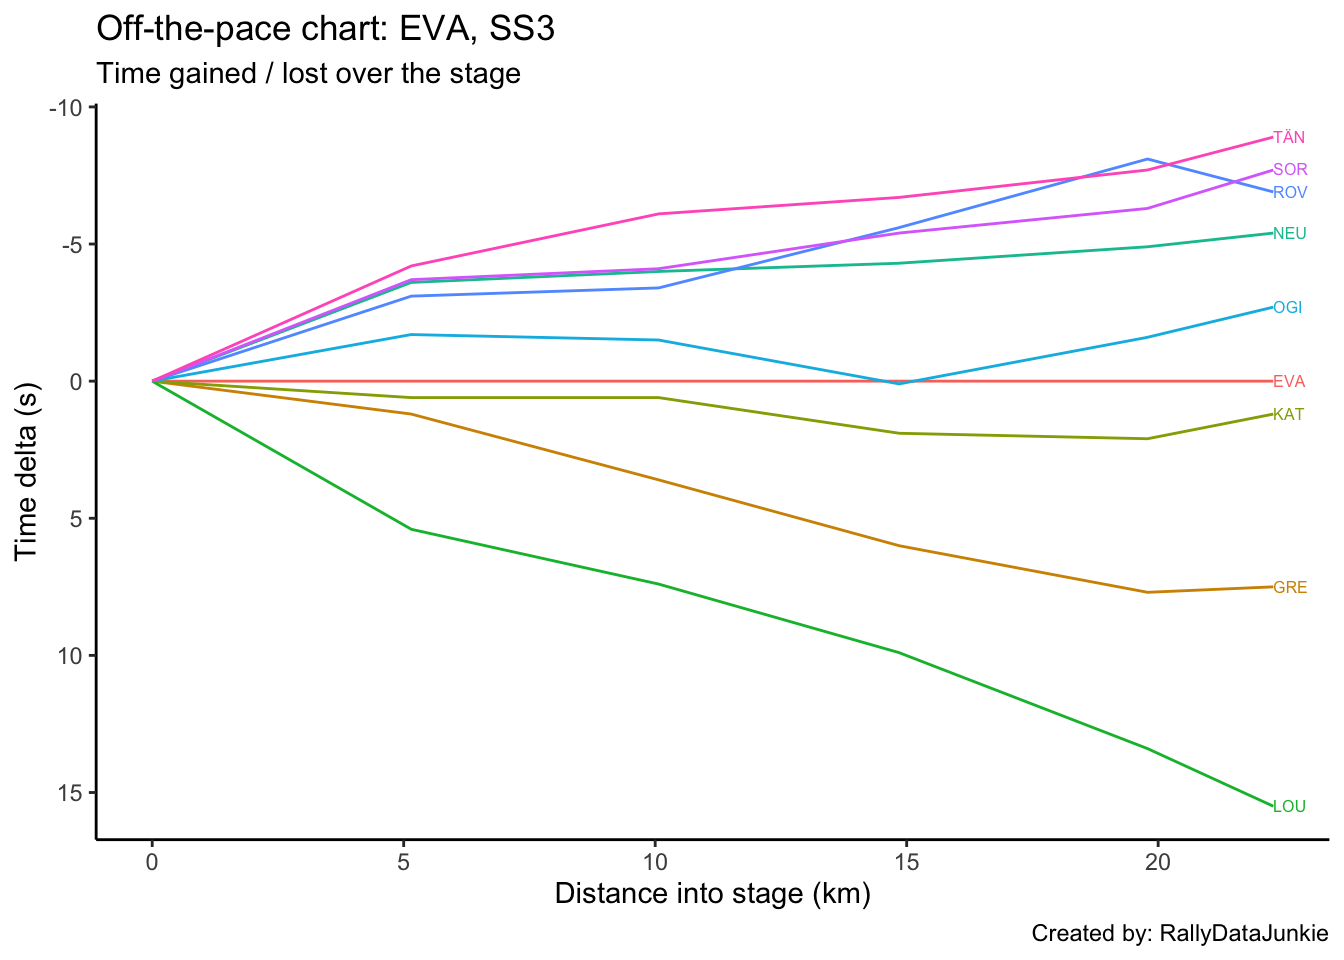 Off-the-pace chart: EVA, SS3
Time gained / lost over the stage
-10
-5
0
5
10
15
Time delta (s)
TÄN
SOR
ROV
NEU
OGI
EVA
KAT
GRE
LOU
0 5 10 15 20
Distance into stage (km)
Created by: RallyDataJunkie